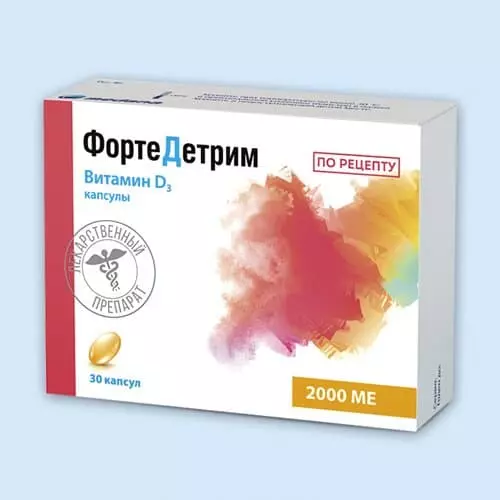 ФортеДетрим
ПО РЕЦЕПТУ
Витамин D₃
капсулы
ЛЕКАРСТВЕННЫЙ
ПРЕПАРАТ
30 капсул
2000 МЕ